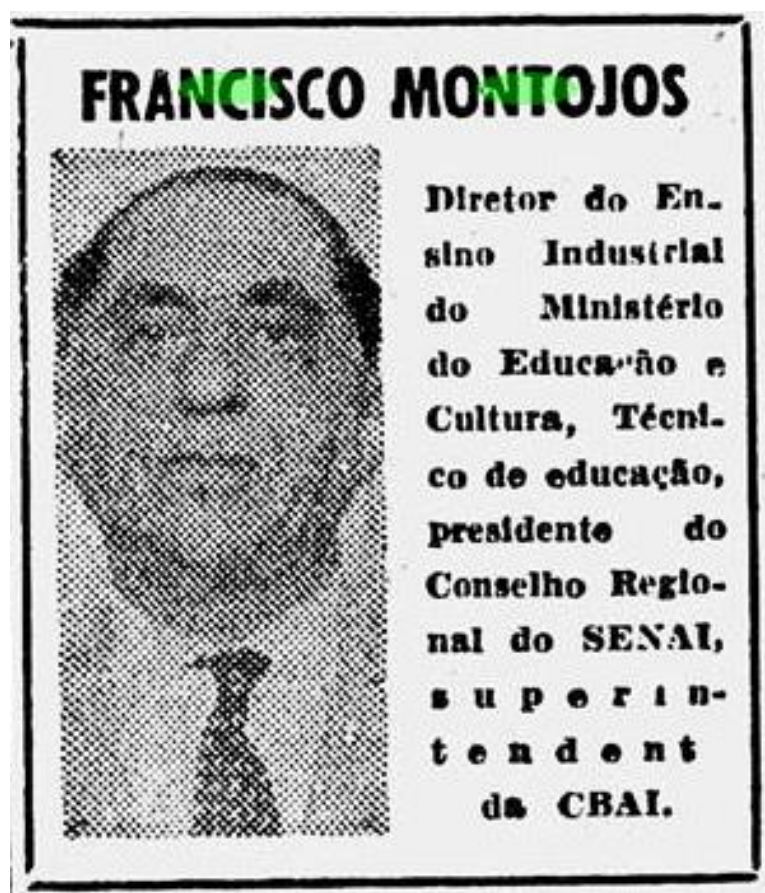 FRANCISCO MONTOJOS
Diretor do En-
sino Industrial
do Ministério
do Educação e
Cultura, Técni-
co de educação,
presidente do
Conselho Regio-
nal do SENAI,
superin-
tendent
da CBAI.